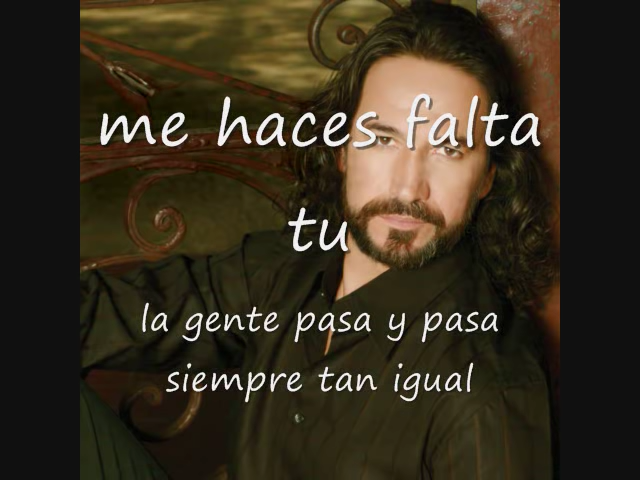 me haces falta
tu
la gente pasa y pasa
siempre tan igual